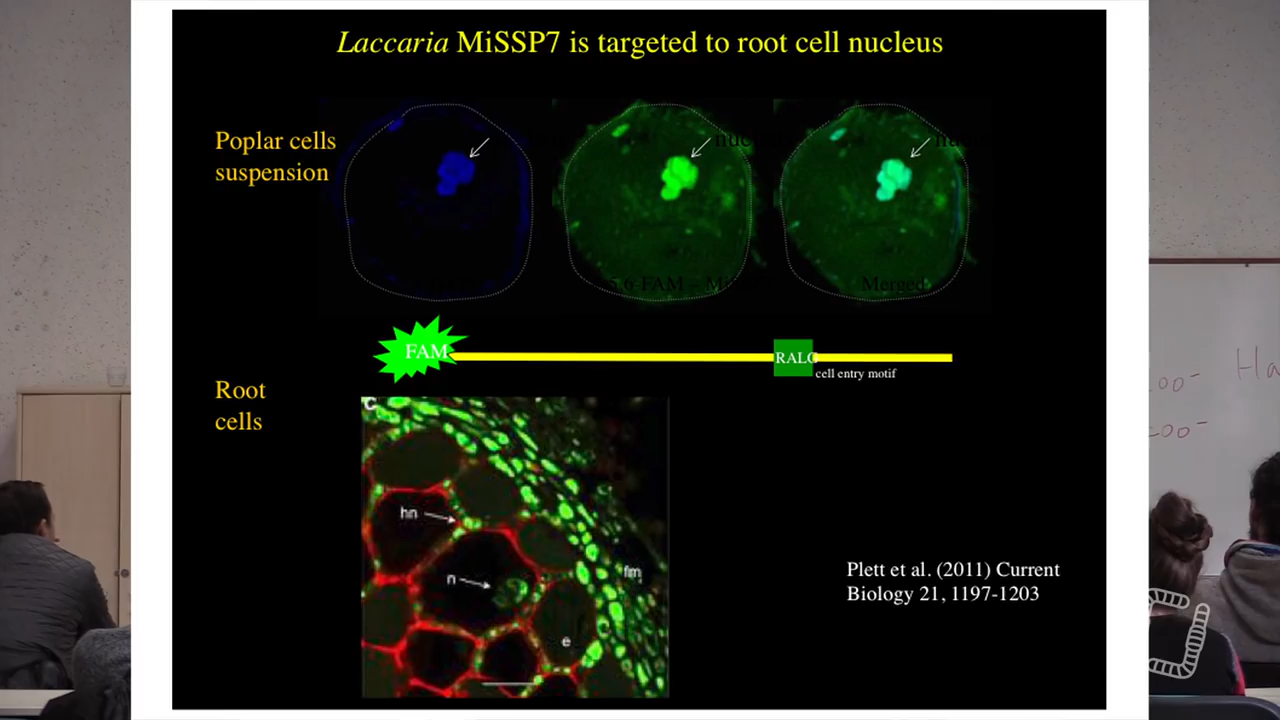 Laccaria MiSSP7 is targeted to root cell nucleus
Poplar cells
suspension
Merged
FAM
RALG
cell entry motif
Root
cells
C
hn
n
fm
e
Plett et al. (2011) Current
Biology 21, 1197-1203